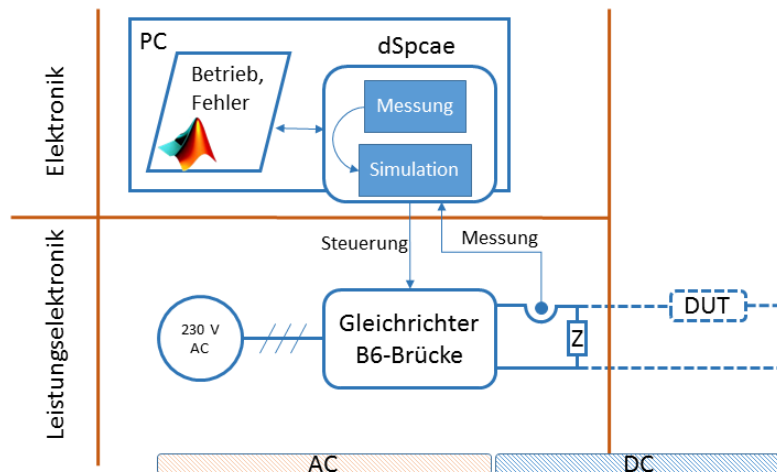 PC
dSpcae
Betrieb,
Fehler
Messung
Simulation
Elektronik
Steuerung
Messung
Leistungselektronik
230 V
AC
Gleichrichter
B6-Brücke
Z
DUT
AC
DC